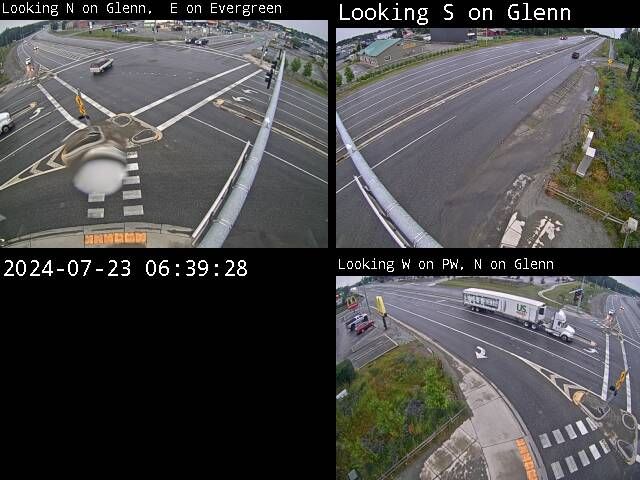 Looking N on Glenn, E on Evergreen
Looking S on Glenn
2024-07-23 06:39:28
Looking W on PW, N on Glenn